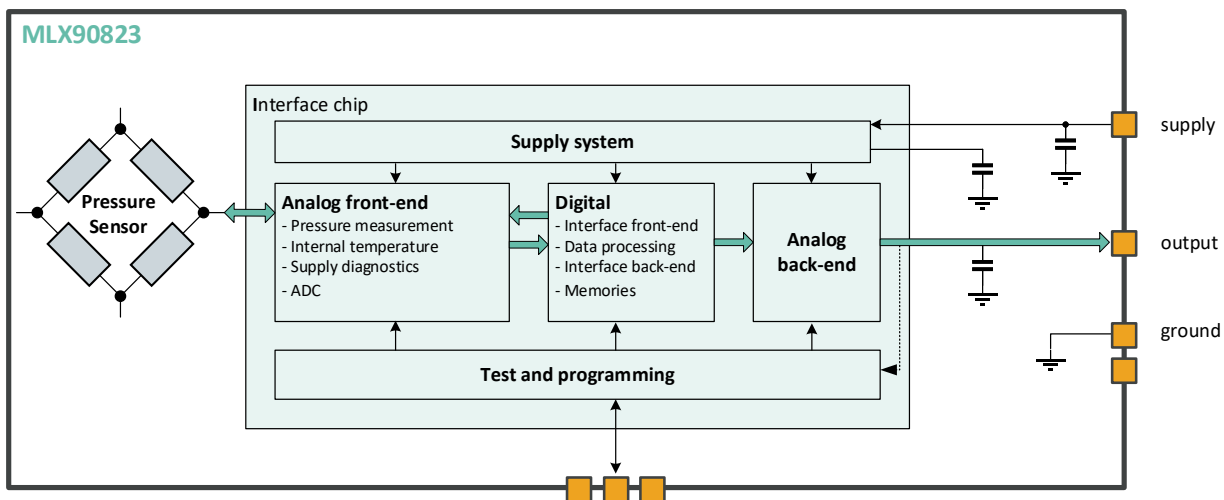 MLX90823
Interface chip
Supply system
supply
Pressure
Sensor
Analog front-end
- Pressure measurement
- Internal temperature
- Supply diagnostics
- ADC
Digital
- Interface front-end
- Data processing
- Interface back-end
- Memories
Analog
back-end
output
ground
Test and programming